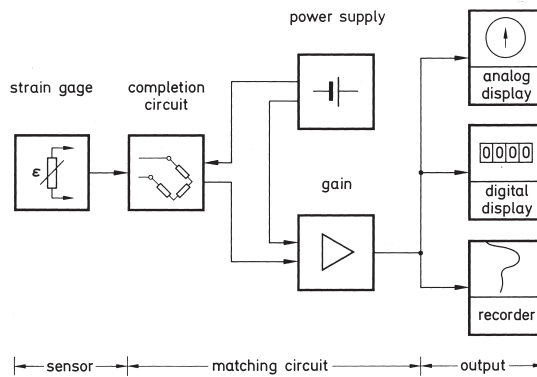 power supply
strain gage
completion
circuit
ε
gain
analog
display
0000
digital
display
recorder
sensor
matching circuit
output